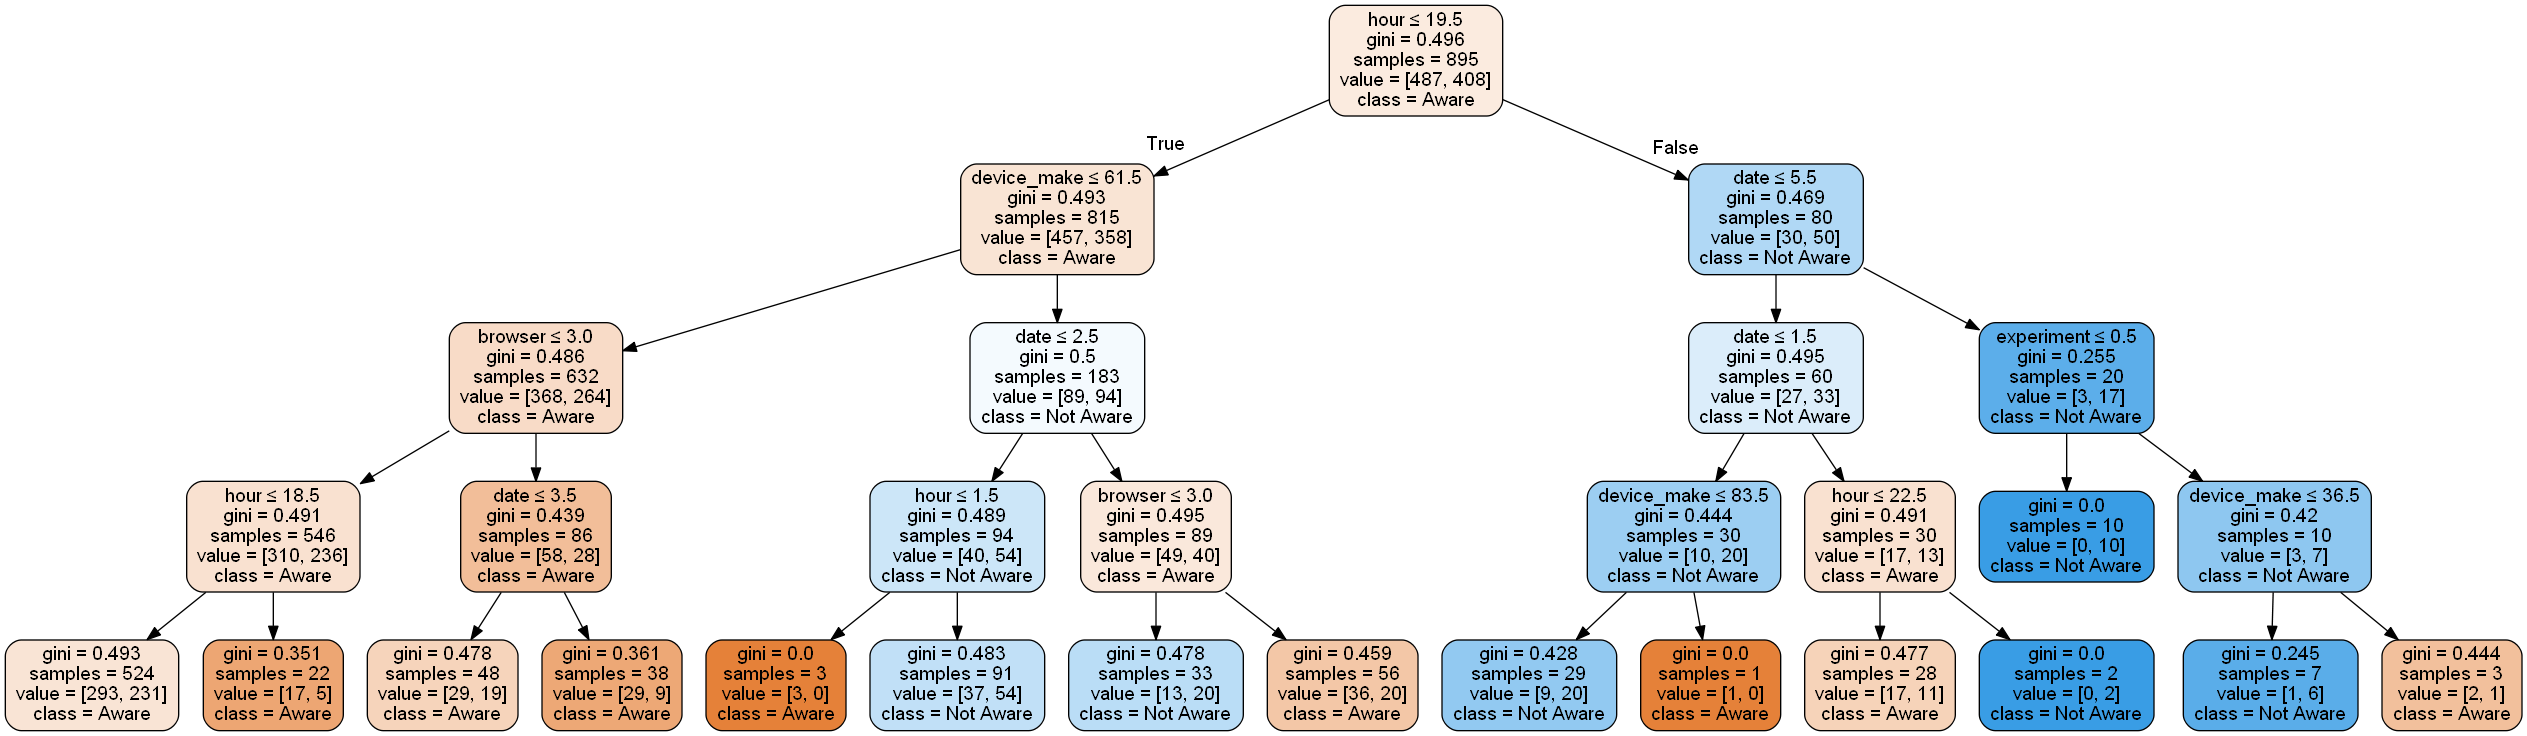 hour ≤ 19.5
gini = 0.496
samples = 895
value = [487, 408]
class = Aware
True
False
device_make ≤ 61.5
gini = 0.493
samples = 815
value = [457, 358]
class = Aware
date ≤ 5.5
gini = 0.469
samples = 80
value = [30, 50]
class = Not Aware
browser ≤ 3.0
gini = 0.486
samples = 632
value = [368, 264]
class = Aware
date ≤ 2.5
gini = 0.5
samples = 183
value = [89, 94]
class = Not Aware
date ≤ 1.5
gini = 0.495
samples = 60
value = [27, 33]
class = Not Aware
experiment ≤ 0.5
gini = 0.255
samples = 20
value = [3, 17]
class = Not Aware
hour ≤ 18.5
gini = 0.491
samples = 546
value = [310, 236]
class = Aware
date ≤ 3.5
gini = 0.439
samples = 86
value = [58, 28]
class = Aware
hour ≤ 1.5
gini = 0.489
samples = 94
value = [40, 54]
class = Not Aware
browser ≤ 3.0
gini = 0.495
samples = 89
value = [49, 40]
class = Aware
device_make ≤ 83.5
gini = 0.444
samples = 30
value = [10, 20]
class = Not Aware
hour ≤ 22.5
gini = 0.491
samples = 30
value = [17, 13]
class = Aware
gini = 0.0
samples = 10
value = [0, 10]
class = Not Aware
device_make ≤ 36.5
gini = 0.42
samples = 10
value = [3, 7]
class = Not Aware
gini = 0.493
samples = 524
value = [293, 231]
class = Aware
gini = 0.351
samples = 22
value = [17, 5]
class = Aware
gini = 0.478
samples = 48
value = [29, 19]
class = Aware
gini = 0.361
samples = 38
value = [29, 9]
class = Aware
gini = 0.0
samples = 3
value = [3, 0]
class = Aware
gini = 0.483
samples = 91
value = [37, 54]
class = Not Aware
gini = 0.478
samples = 33
value = [13, 20]
class = Not Aware
gini = 0.459
samples = 56
value = [36, 20]
class = Aware
gini = 0.428
samples = 29
value = [9, 20]
class = Not Aware
gini = 0.0
samples = 1
value = [1, 0]
class = Aware
gini = 0.477
samples = 28
value = [17, 11]
class = Aware
gini = 0.0
samples = 2
value = [0, 2]
class = Not Aware
gini = 0.245
samples = 7
value = [1, 6]
class = Not Aware
gini = 0.444
samples = 3
value = [2, 1]
class = Aware